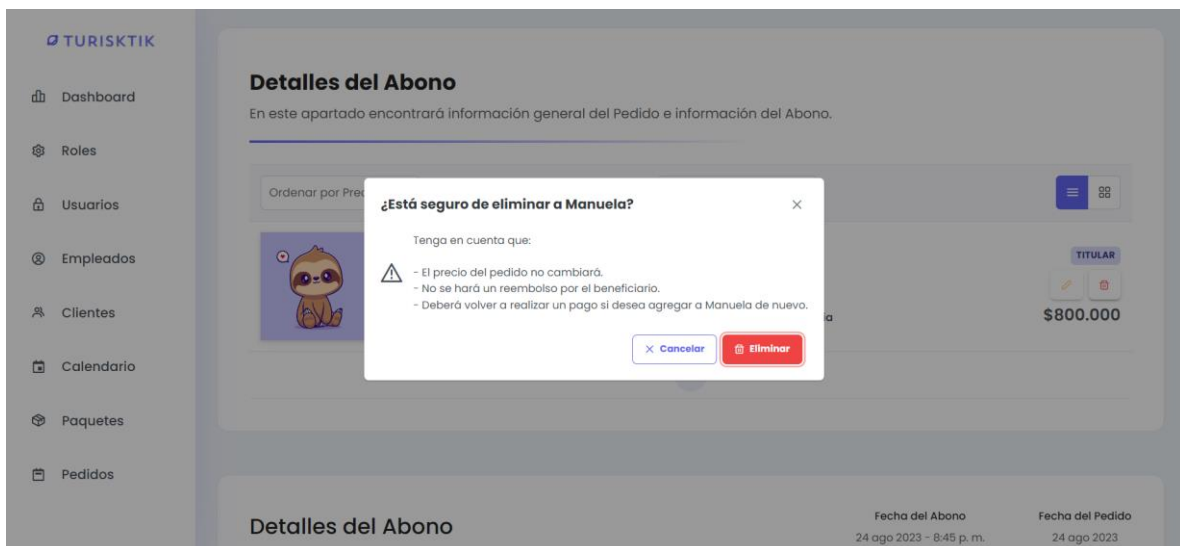 TURISKTIK
Dashboard
Roles
Usuarios
Empleados
Clientes
Calendario
Paquetes
Pedidos
Detalles del Abono
En este apartado encontrará información general del Pedido e información del Abono.
Ordenar por
¿Está seguro de eliminar a Manuela?
Tenga en cuenta que:
- El precio del pedido no cambiará.
- No se hará un reembolso por el beneficiario.
- Deberá volver a realizar un pago si desea agregar a Manuela de nuevo.
Cancelar
Eliminar
TITULAR
$800.000
Detalles del Abono
Fecha del Abono
24 ago 2023 - 8:45 p. m.
Fecha del Pedido
24 ago 2023